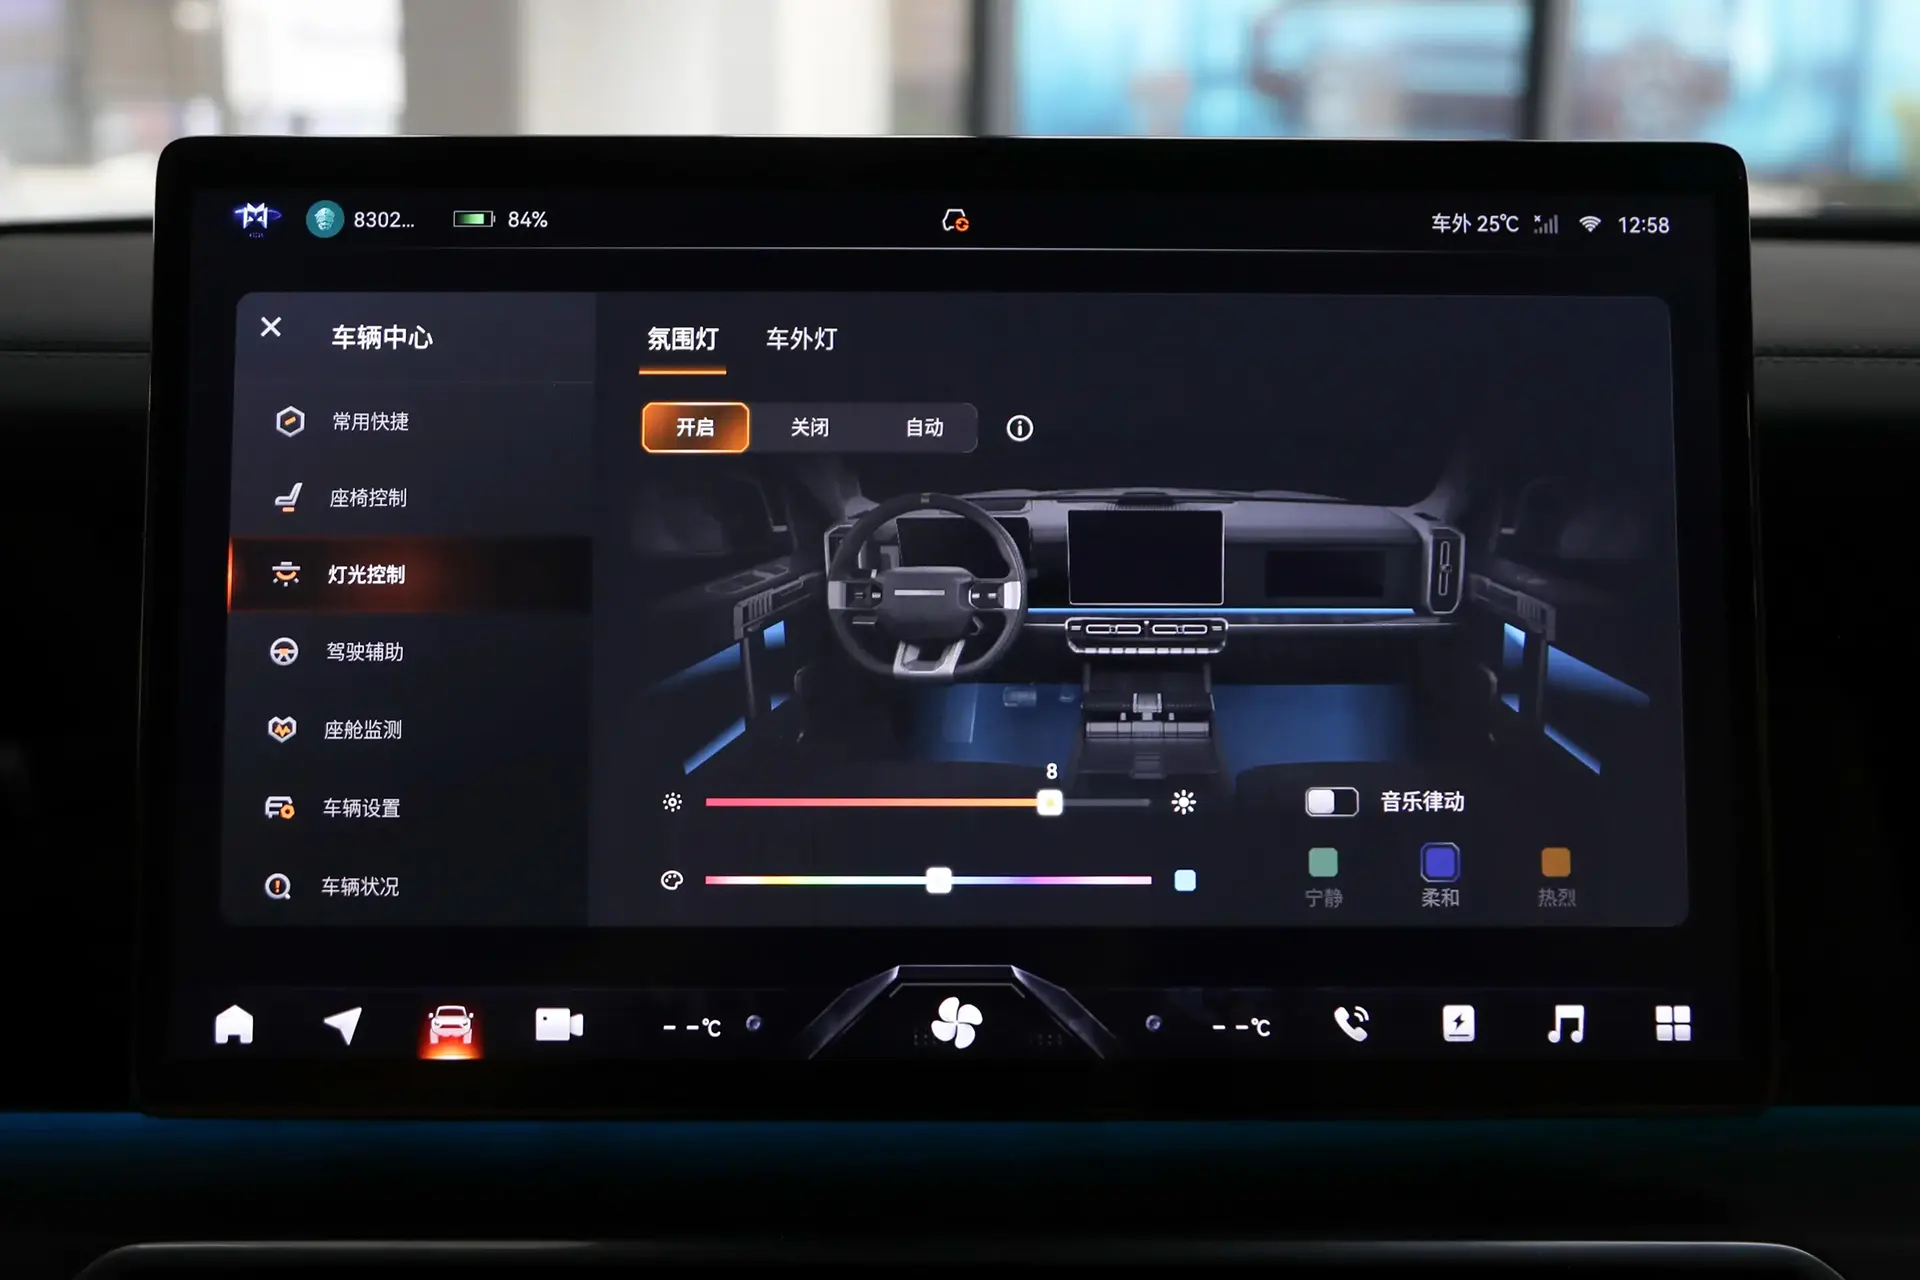 8302...
84%
车外 25℃
12:58
车辆中心
常用快捷
座椅控制
灯光控制
驾驶辅助
座舱监测
车辆设置
车辆状况
氛围灯 车外灯
开启 关闭 自动
8
音乐律动
宁静 柔和 热烈
--℃
--℃